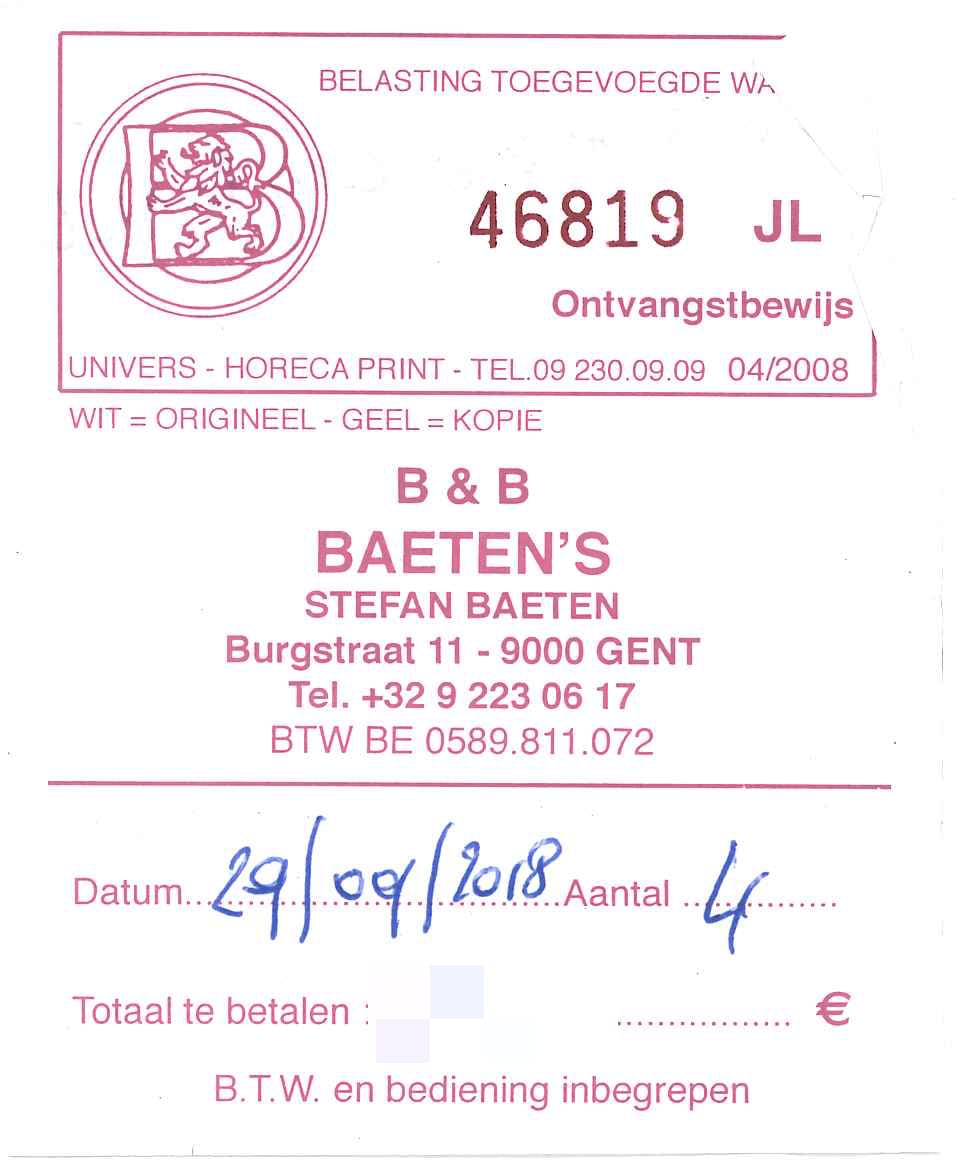 BELASTING TOEGEVOEGDE
B
46819 JL
Ontvangstbewijs
UNIVERS - HORECA PRINT - TEL.09 230.09.09 04/2008
WIT = ORIGINEEL - GEEL = KOPIE
B & B
BAETEN'S
STEFAN BAETEN
Burgstraat 11 - 9000 GENT
Tel. +32 9 223 06 17
BTW BE 0589.811.072
Datum... 29/09/2018 Aantal ... 4
Totaal te betalen : ................. €
B.T.W. en bediening inbegrepen